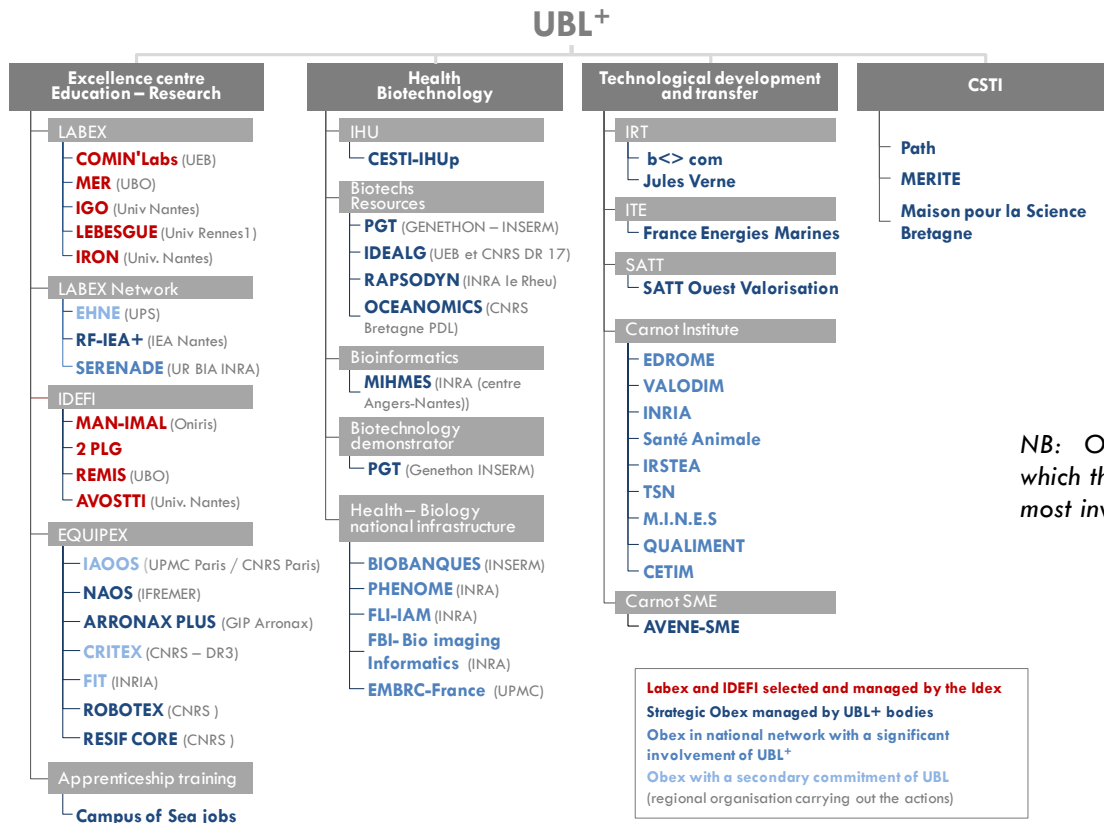 UBL+
Excellence centre
Education – Research
LABEX
COMIN'Labs (UEB)
MER (UBO)
IGO (Univ Nantes)
LEBESGUE (Univ Rennes1)
IRON (Univ. Nantes)
LABEX Network
EHNE (UPS)
RF-IEA+ (IEA Nantes)
SERENADE (UR BIA INRA)
IDEFI
MAN-IMAL (Oniris)
2 PLG
REMIS (UBO)
AVOSTTI (Univ. Nantes)
EQUIPEX
IAOOS (UPMC Paris / CNRS Paris)
NAOS (IFREMER)
ARRONAX PLUS (GIP Arronax)
CRITEX (CNRS – DR3)
FIT (INRIA)
ROBOTEX (CNRS )
RESIF CORE (CNRS )
Apprenticeship training
Campus of Sea jobs
Health
Biotechnology
IHU
CESTI-IHUp
Biotechs
Resources
PGT (GENETHON – INSERM)
IDEALG (UEB et CNRS DR 17)
RAPSODYN (INRA le Rheu)
OCEANOMICS (CNRS
Bretagne PDL)
Bioinformatics
MIHMES (INRA (centre
Angers-Nantes))
Biotechnology
demonstrator
PGT (Genethon INSERM)
Health – Biology
national infrastructure
BIOBANQUES (INSERM)
PHENOME (INRA)
FLI-IAM (INRA)
FBI- Bio imaging
Informatics (INRA)
EMBRC-France (UPMC)
Technological development
and transfer
IRT
b<> com
Jules Verne
ITE
France Energies Marines
SATT
SATT Ouest Valorisation
Carnot Institute
EDROME
VALODIM
INRIA
Santé Animale
IRSTEA
TSN
M.I.N.E.S
QUALIMENT
CETIM
Carnot SME
AVENE-SME
CSTI
Path
MERITE
Maison pour la Science
Bretagne
NB: O
which th
most inv
Labex and IDEFI selected and managed by the Idex
Strategic Obex managed by UBL+ bodies
Obex in national network with a significant
involvement of UBL+
Obex with a secondary commitment of UBL
(regional organisation carrying out the actions)